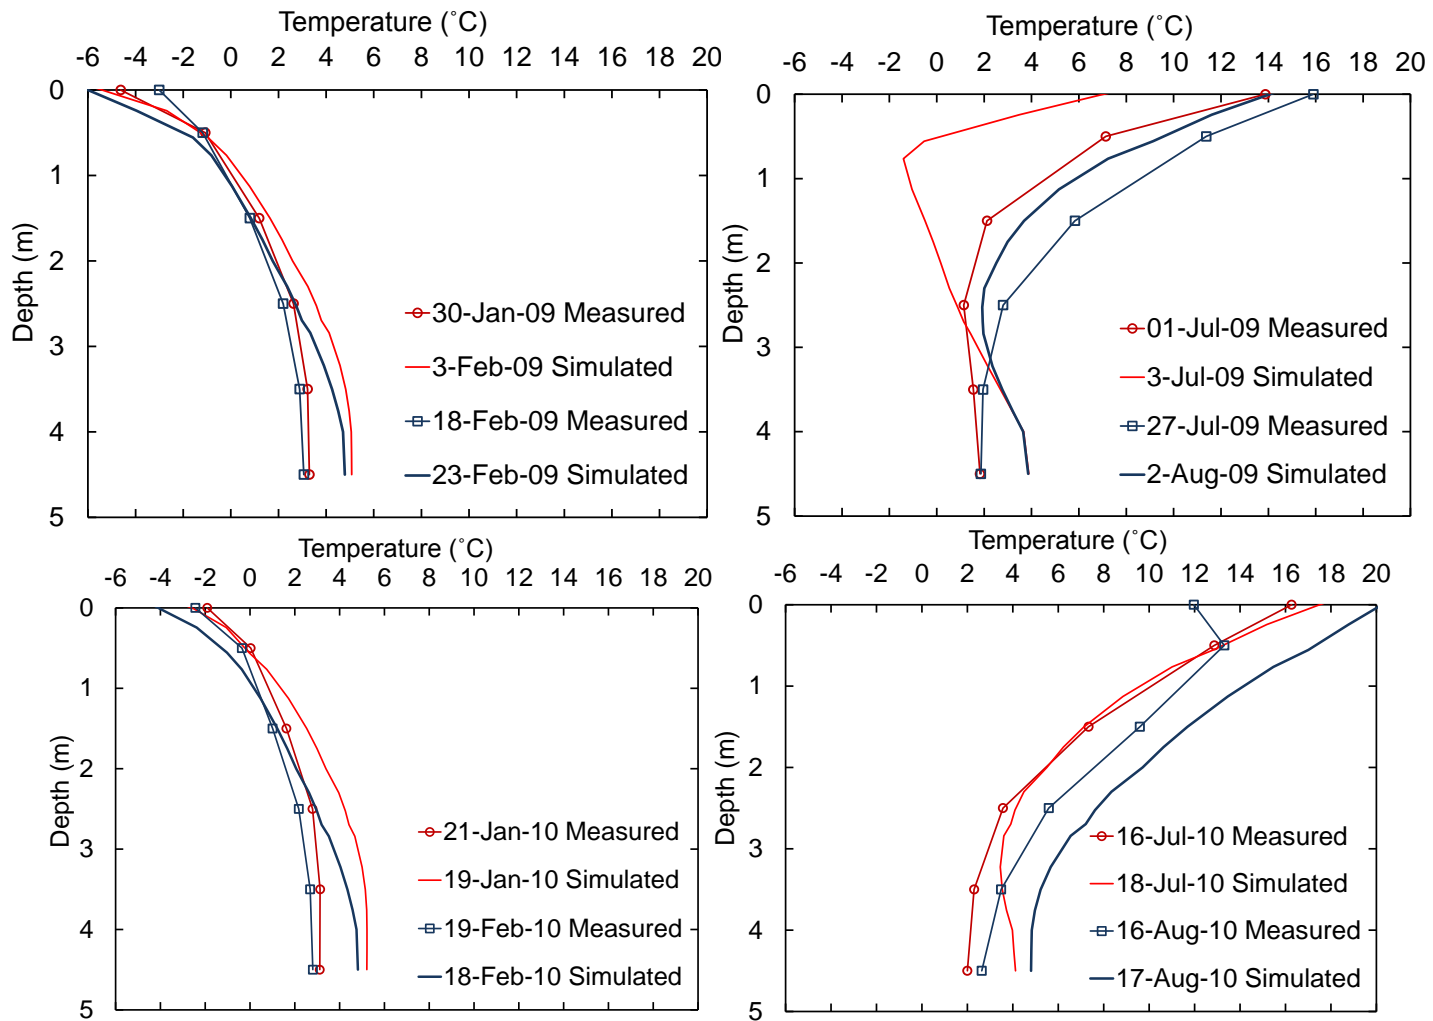 Temperature (˚C)
-6 -4 -2 0 2 4 6 8 10 12 14 16 18 20
0
1
2
3
4
5
Depth (m)
30-Jan-09 Measured
3-Feb-09 Simulated
18-Feb-09 Measured
23-Feb-09 Simulated
Temperature (˚C)
-6 -4 -2 0 2 4 6 8 10 12 14 16 18 20
0
1
2
3
4
5
Depth (m)
01-Jul-09 Measured
3-Jul-09 Simulated
27-Jul-09 Measured
2-Aug-09 Simulated
Temperature (˚C)
-6 -4 -2 0 2 4 6 8 10 12 14 16 18 20
0
1
2
3
4
5
Depth (m)
21-Jan-10 Measured
19-Jan-10 Simulated
19-Feb-10 Measured
18-Feb-10 Simulated
Temperature (˚C)
-6 -4 -2 0 2 4 6 8 10 12 14 16 18 20
0
1
2
3
4
5
Depth (m)
16-Jul-10 Measured
18-Jul-10 Simulated
16-Aug-10 Measured
17-Aug-10 Simulated